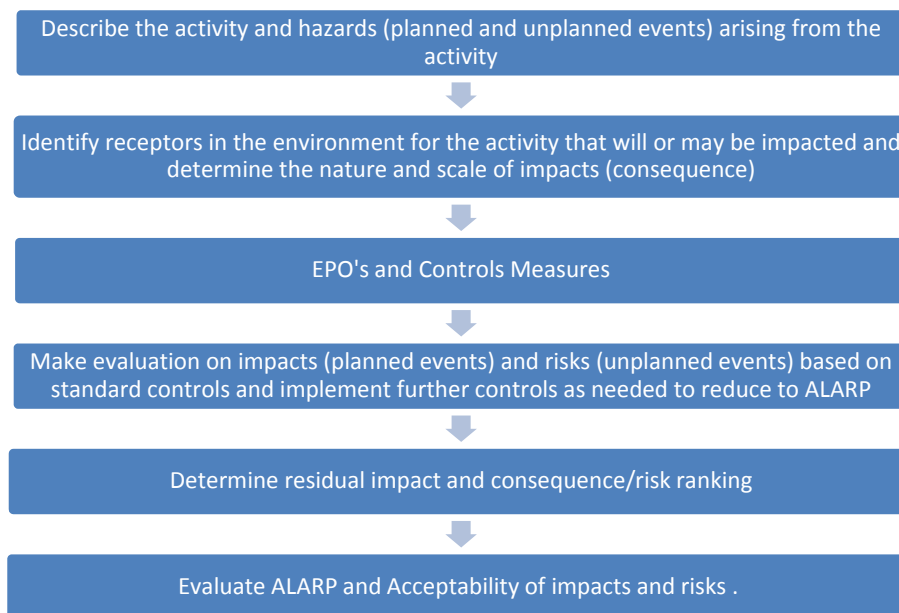 Describe the activity and hazards (planned and unplanned events) arising from the
activity
Identify receptors in the environment for the activity that will or may be impacted and
determine the nature and scale of impacts (consequence)
EPO's and Controls Measures
Make evaluation on impacts (planned events) and risks (unplanned events) based on
standard controls and implement further controls as needed to reduce to ALARP
Determine residual impact and consequence/risk ranking
Evaluate ALARP and Acceptability of impacts and risks .